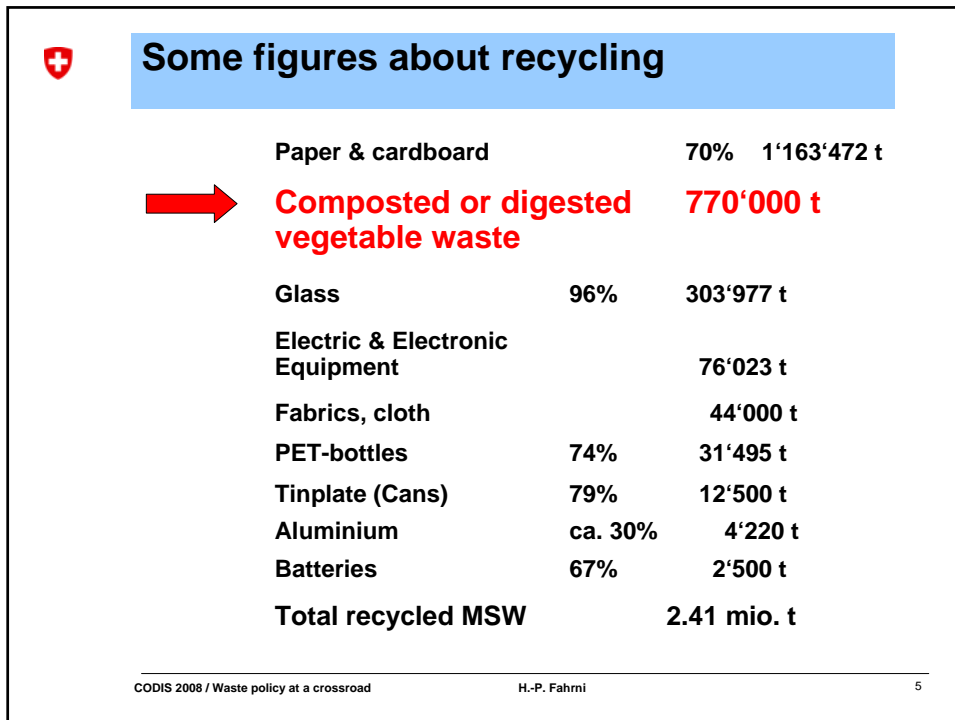 Some figures about recycling
Paper & cardboard 70% 1‘163‘472 t
Composted or digested 770‘000 t
vegetable waste
Glass 96% 303‘977 t
Electric & Electronic
Equipment 76‘023 t
Fabrics, cloth 44‘000 t
PET-bottles 74% 31‘495 t
Tinplate (Cans) 79% 12‘500 t
Aluminium ca. 30% 4‘220 t
Batteries 67% 2‘500 t
Total recycled MSW 2.41 mio. t
CODIS 2008 / Waste policy at a crossroad H.-P. Fahrni 5